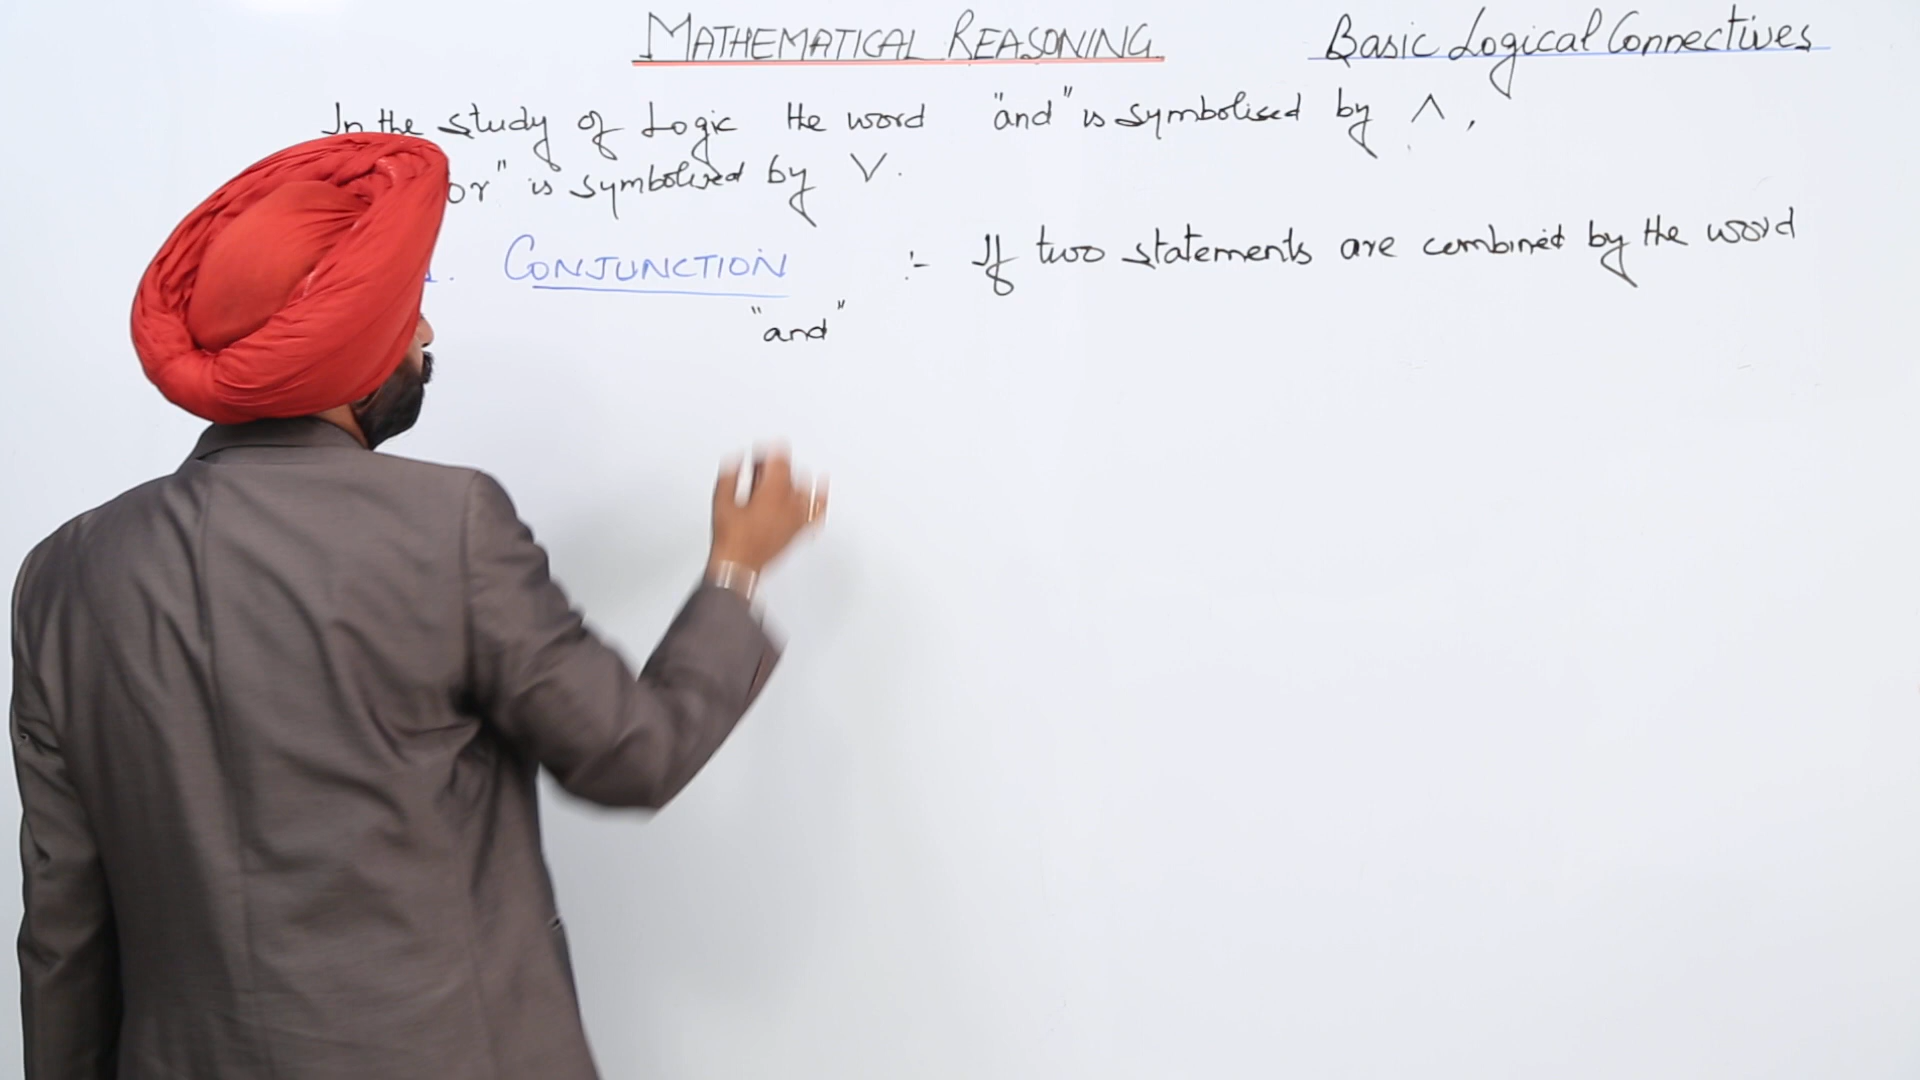 MATHEMATICAL REASONING
Basic Logical Connectives
In the study of Logic the word "and" is symbolised by ∧,
or" is symbolised by ∨.
1. CONJUNCTION :- If two statements are combined by the word
"and"